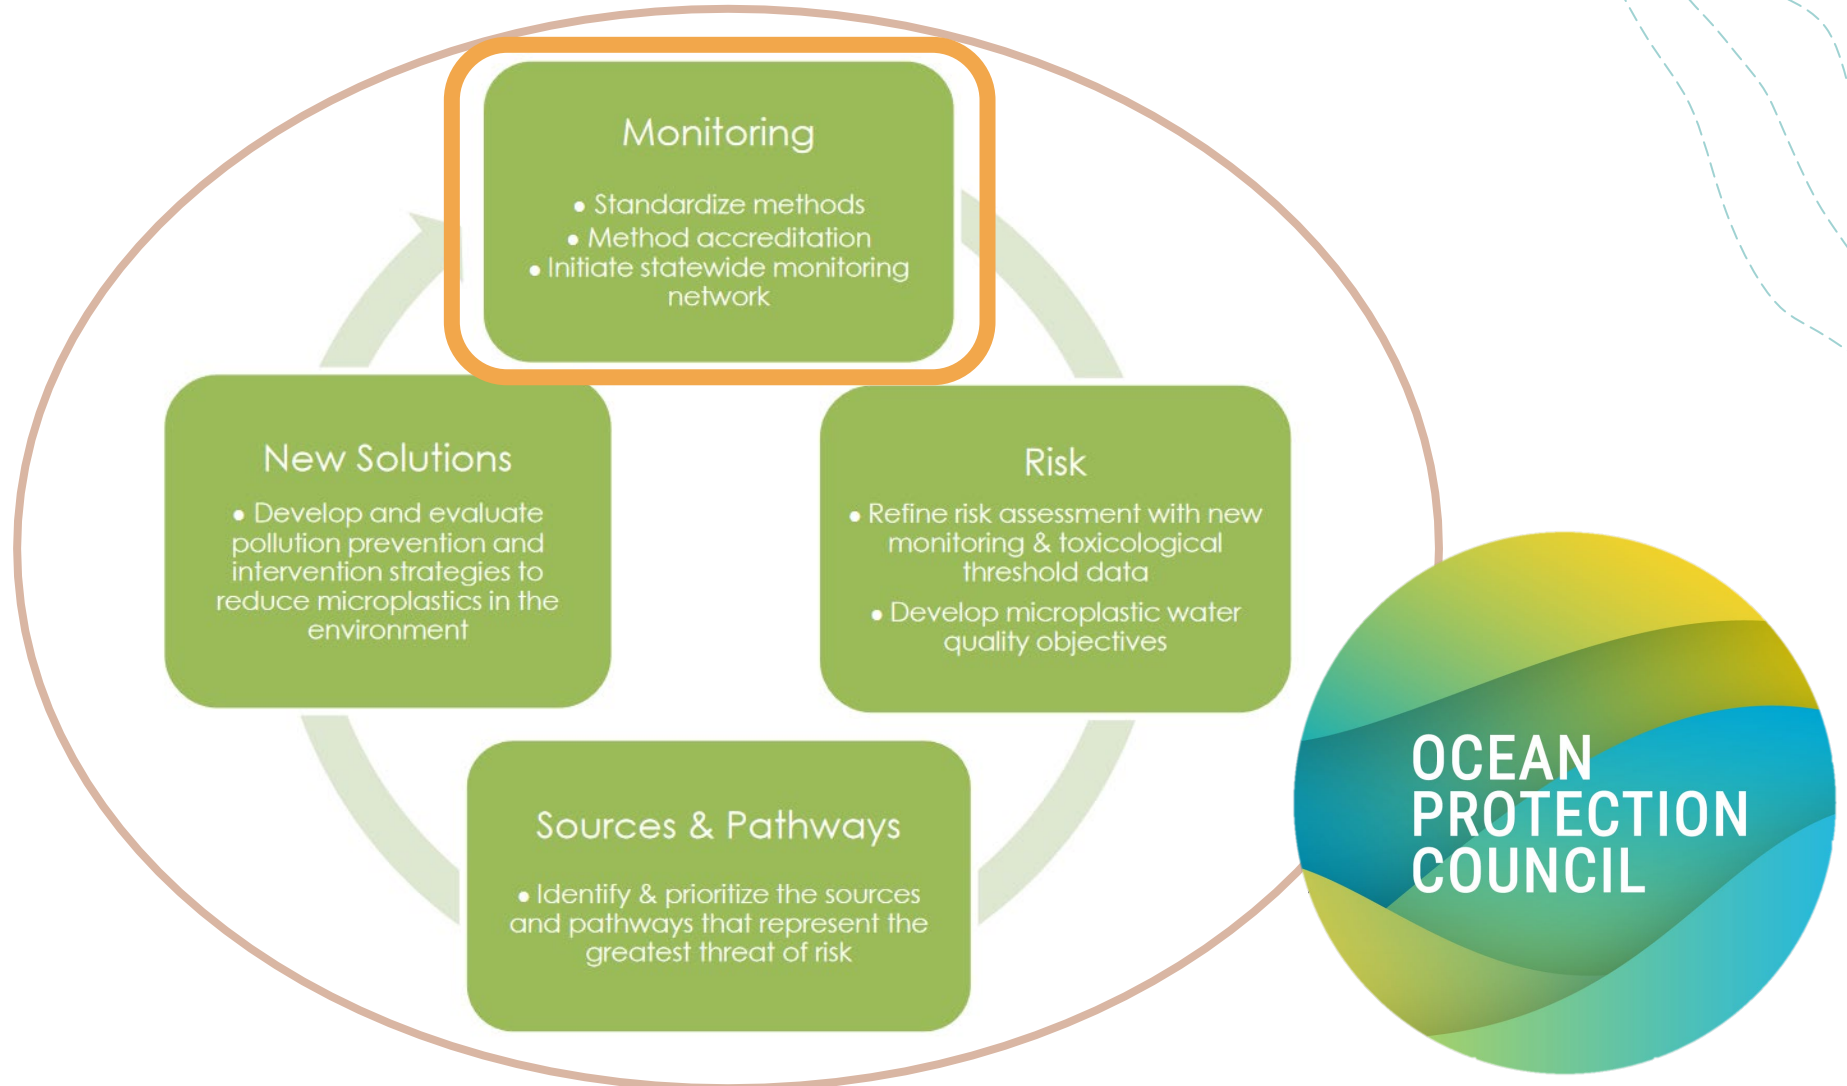 Monitoring
• Standardize methods
• Method accreditation
• Initiate statewide monitoring
network
New Solutions
• Develop and evaluate
pollution prevention and
intervention strategies to
reduce microplastics in the
environment
Risk
• Refine risk assessment with new
monitoring & toxicological
threshold data
• Develop microplastic water
quality objectives
Sources & Pathways
• Identify & prioritize the sources
and pathways that represent the
greatest threat of risk
OCEAN
PROTECTION
COUNCIL